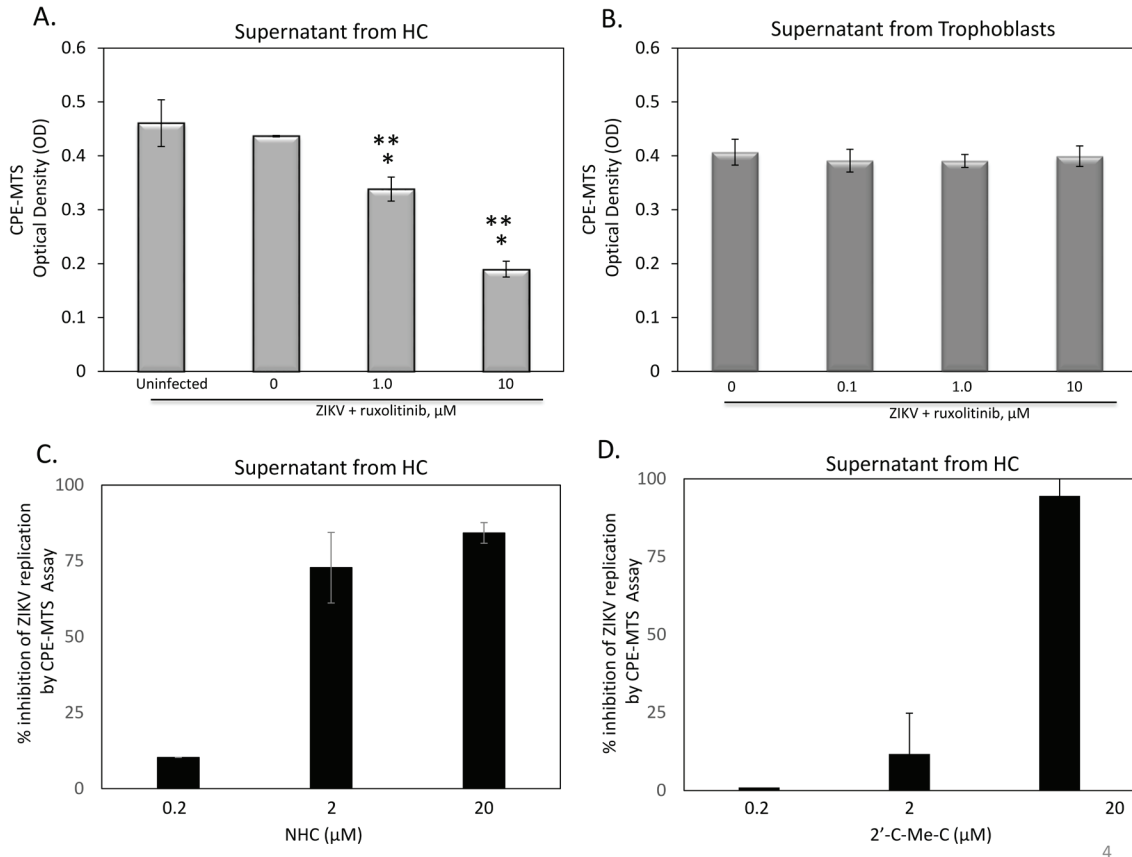 A.
Supernatant from HC
CPE-MTS
Optical Density (OD)
0.6
0.5
0.4
0.3
0.2
0.1
0
**
*
**
*
Uninfected 0 1.0 10
ZIKV + ruxolitinib, μM
B.
Supernatant from Trophoblasts
CPE-MTS
Optical Density (OD)
0.6
0.5
0.4
0.3
0.2
0.1
0
0 0.1 1.0 10
ZIKV + ruxolitinib, μM
C.
Supernatant from HC
% inhibition of ZIKV replication
by CPE-MTS Assay
100
75
50
25
0
0.2 2 20
NHC (μM)
D.
Supernatant from HC
% inhibition of ZIKV replication
by CPE-MTS Assay
100
75
50
25
0
0.2 2 20
2′-C-Me-C (μM)
4